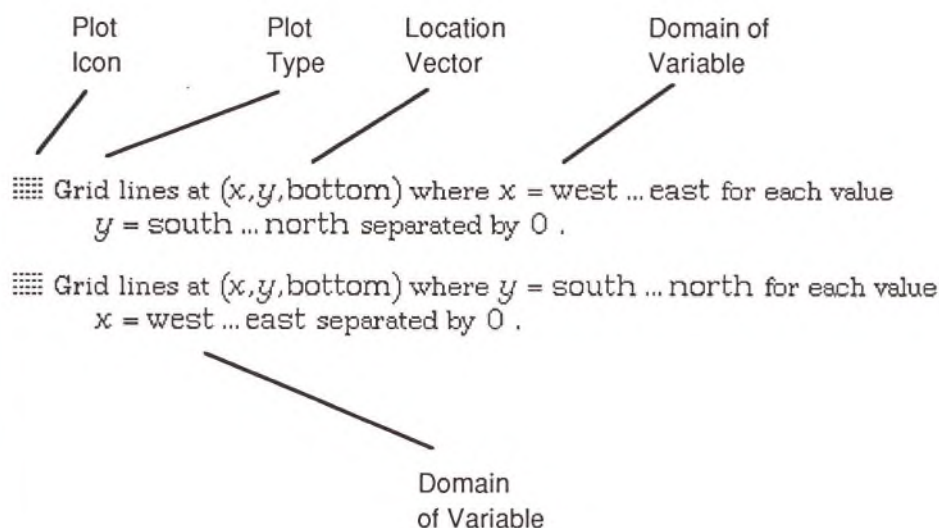 Plot Icon
Plot Type
Location Vector
Domain of Variable
Grid lines at (x,y,bottom) where x = west ... east for each value
y = south ... north separated by 0 .
Grid lines at (x,y,bottom) where y = south ... north for each value
x = west ... east separated by 0 .
Domain
of Variable